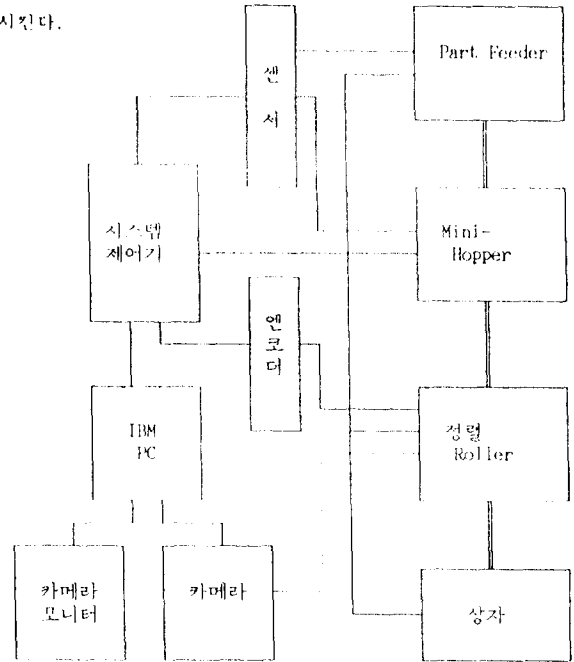 시킨다.
센
서
Part Feeder
시스템
제어기
Mini-
Hopper
엔
코
더
IBM
PC
정렬
Roller
카메라
모니터
카메라
상자